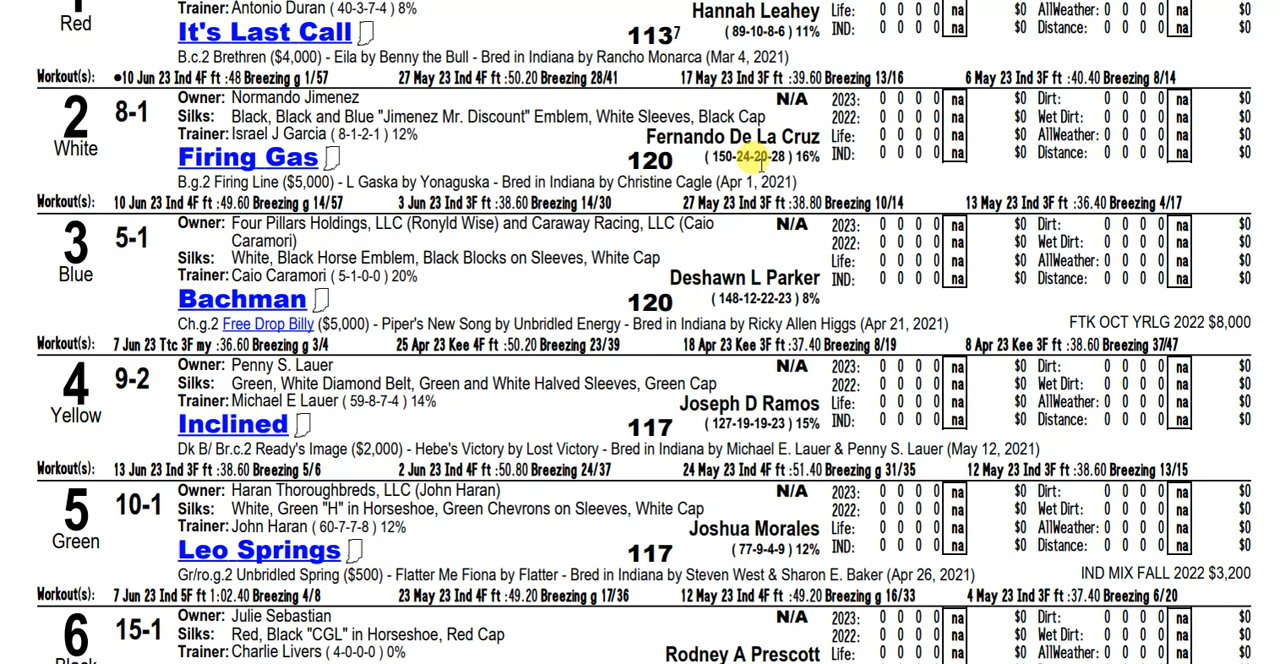 Trainer: Antonio Duran ( 40-3-7-4 ) 8% Hannah Leahey Life: 0 0 0 0 na $0 AllWeather: 0 0 0 0 na $0
Red It's Last Call 113⁷ ( 89-10-8-6 ) 11% IND: 0 0 0 0 na $0 Distance: 0 0 0 0 na $0
B.c.2 Brethren ($4,000) - Eila by Benny the Bull - Bred in Indiana by Rancho Monarca (Mar 4, 2021)
Workout(s): ●10 Jun 23 Ind 4F ft :48 Breezing g 1/57 27 May 23 Ind 4F ft :50.20 Breezing 28/41 17 May 23 Ind 3F ft :39.60 Breezing 13/16 6 May 23 Ind 3F ft :40.40 Breezing 8/14
2 8-1 Owner: Normando Jimenez N/A 2023: 0 0 0 0 na $0 Dirt: 0 0 0 0 na $0
Silks: Black, Black and Blue "Jimenez Mr. Discount" Emblem, White Sleeves, Black Cap 2022: 0 0 0 0 na $0 Wet Dirt: 0 0 0 0 na $0
White Trainer: Israel J Garcia ( 8-1-2-1 ) 12% Fernando De La Cruz Life: 0 0 0 0 na $0 AllWeather: 0 0 0 0 na $0
Firing Gas 120 ( 150-24-20-28 ) 16% IND: 0 0 0 0 na $0 Distance: 0 0 0 0 na $0
B.g.2 Firing Line ($5,000) - L Gaska by Yonaguska - Bred in Indiana by Christine Cagle (Apr 1, 2021)
Workout(s): 10 Jun 23 Ind 4F ft :49.60 Breezing g 14/57 3 Jun 23 Ind 3F ft :38.60 Breezing 14/30 27 May 23 Ind 3F ft :38.80 Breezing 10/14 13 May 23 Ind 3F ft :36.40 Breezing 4/17
3 5-1 Owner: Four Pillars Holdings, LLC (Ronyld Wise) and Caraway Racing, LLC (Caio N/A 2023: 0 0 0 0 na $0 Dirt: 0 0 0 0 na $0
Caramori) 2022: 0 0 0 0 na $0 Wet Dirt: 0 0 0 0 na $0
Silks: White, Black Horse Emblem, Black Blocks on Sleeves, White Cap Life: 0 0 0 0 na $0 AllWeather: 0 0 0 0 na $0
Blue Trainer: Caio Caramori ( 5-1-0-0 ) 20% Deshawn L Parker IND: 0 0 0 0 na $0 Distance: 0 0 0 0 na $0
Bachman 120 ( 148-12-22-23 ) 8%
Ch.g.2 Free Drop Billy ($5,000) - Piper's New Song by Unbridled Energy - Bred in Indiana by Ricky Allen Higgs (Apr 21, 2021) FTK OCT YRLG 2022 $8,000
Workout(s): 7 Jun 23 Ttc 3F my :36.60 Breezing g 3/4 25 Apr 23 Kee 4F ft :50.20 Breezing 23/39 18 Apr 23 Kee 3F ft :37.40 Breezing 8/19 8 Apr 23 Kee 3F ft :38.60 Breezing 37/47
4 9-2 Owner: Penny S. Lauer N/A 2023: 0 0 0 0 na $0 Dirt: 0 0 0 0 na $0
Silks: Green, White Diamond Belt, Green and White Halved Sleeves, Green Cap 2022: 0 0 0 0 na $0 Wet Dirt: 0 0 0 0 na $0
Yellow Trainer: Michael E Lauer ( 59-8-7-4 ) 14% Joseph D Ramos Life: 0 0 0 0 na $0 AllWeather: 0 0 0 0 na $0
Inclined 117 ( 127-19-19-23 ) 15% IND: 0 0 0 0 na $0 Distance: 0 0 0 0 na $0
Dk B/ Br.c.2 Ready's Image ($2,000) - Hebe's Victory by Lost Victory - Bred in Indiana by Michael E. Lauer & Penny S. Lauer (May 12, 2021)
Workout(s): 13 Jun 23 Ind 3F ft :38.60 Breezing 5/6 2 Jun 23 Ind 4F ft :50.80 Breezing 24/37 24 May 23 Ind 4F ft :51.40 Breezing g 31/35 12 May 23 Ind 3F ft :38.60 Breezing 13/15
5 10-1 Owner: Haran Thoroughbreds, LLC (John Haran) N/A 2023: 0 0 0 0 na $0 Dirt: 0 0 0 0 na $0
Silks: White, Green "H" in Horseshoe, Green Chevrons on Sleeves, White Cap 2022: 0 0 0 0 na $0 Wet Dirt: 0 0 0 0 na $0
Green Trainer: John Haran ( 60-7-7-8 ) 12% Joshua Morales Life: 0 0 0 0 na $0 AllWeather: 0 0 0 0 na $0
Leo Springs 117 ( 77-9-4-9 ) 12% IND: 0 0 0 0 na $0 Distance: 0 0 0 0 na $0
Gr/ro.g.2 Unbridled Spring ($500) - Flatter Me Fiona by Flatter - Bred in Indiana by Steven West & Sharon E. Baker (Apr 26, 2021) IND MIX FALL 2022 $3,200
Workout(s): 7 Jun 23 Ind 5F ft 1:02.40 Breezing 4/8 23 May 23 Ind 4F ft :49.20 Breezing g 17/36 12 May 23 Ind 4F ft :49.20 Breezing g 16/33 4 May 23 Ind 3F ft :37.40 Breezing 6/20
6 15-1 Owner: Julie Sebastian N/A 2023: 0 0 0 0 na $0 Dirt: 0 0 0 0 na $0
Silks: Red, Black "CGL" in Horseshoe, Red Cap 2022: 0 0 0 0 na $0 Wet Dirt: 0 0 0 0 na $0
Trainer: Charlie Livers ( 4-0-0-0 ) 0% Rodney A Prescott Life: 0 0 0 0 na $0 AllWeather: 0 0 0 0 na $0